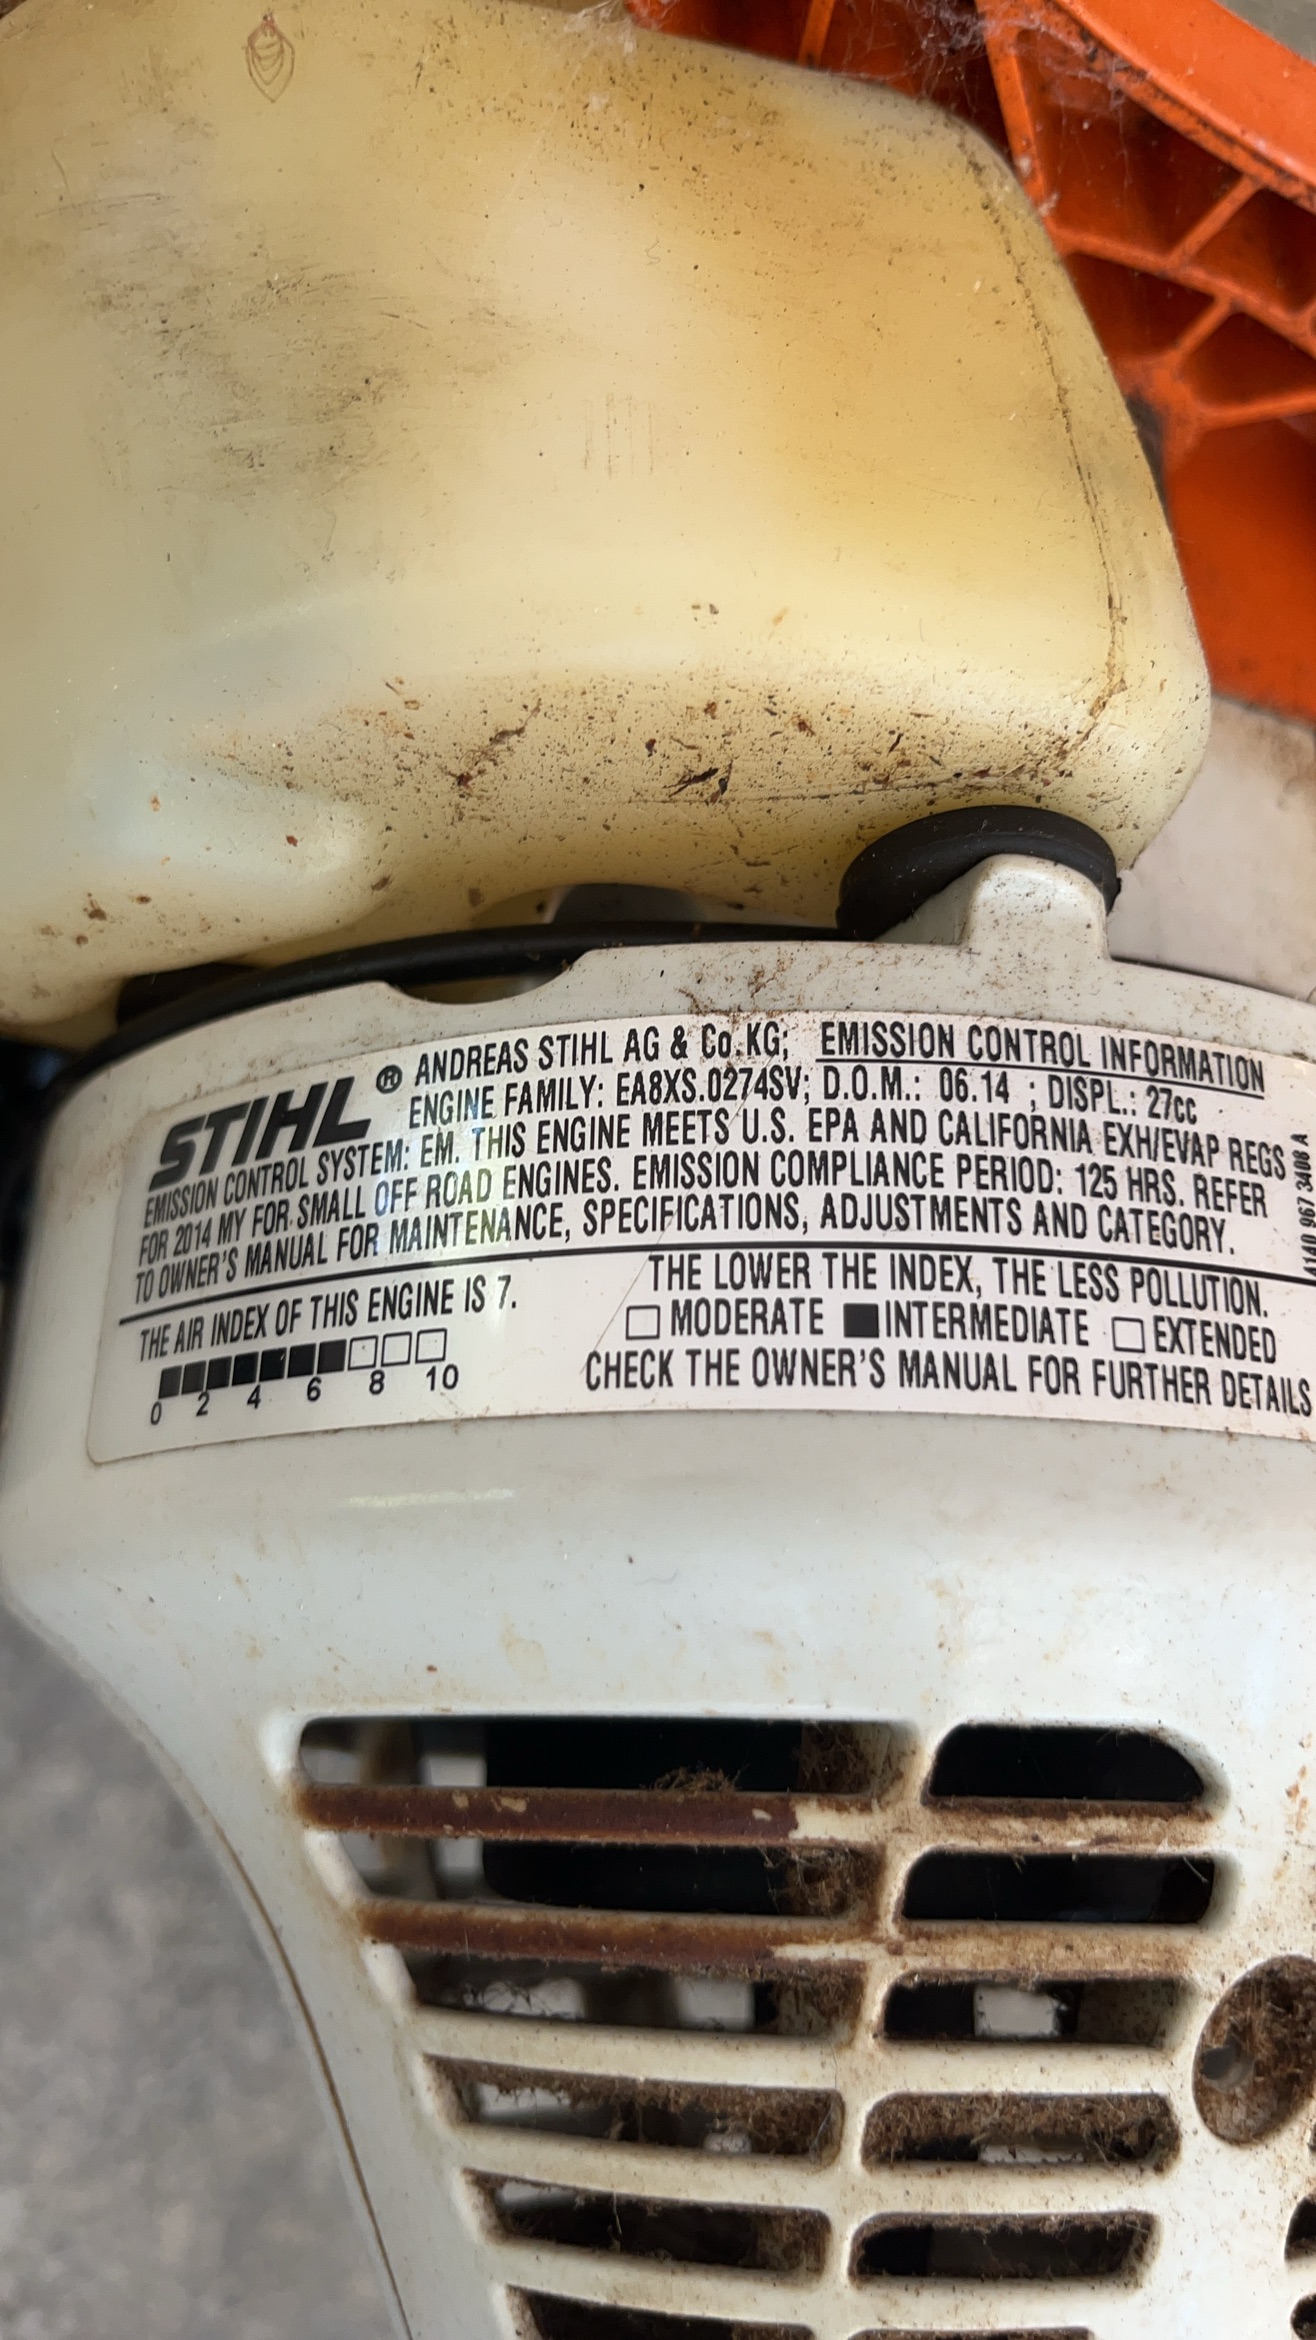 STIHL® ANDREAS STIHL AG & Co.KG; EMISSION CONTROL INFORMATION
ENGINE FAMILY: EA8XS.0274SV; D.O.M.: 06.14 ; DISPL.: 27cc
EMISSION CONTROL SYSTEM: EM. THIS ENGINE MEETS U.S. EPA AND CALIFORNIA EXH/EVAP REGS
FOR 2014 MY FOR SMALL OFF ROAD ENGINES. EMISSION COMPLIANCE PERIOD: 125 HRS. REFER
TO OWNER'S MANUAL FOR MAINTENANCE, SPECIFICATIONS, ADJUSTMENTS AND CATEGORY.
THE AIR INDEX OF THIS ENGINE IS 7.
0 2 4 6 8 10
THE LOWER THE INDEX, THE LESS POLLUTION.
MODERATE INTERMEDIATE EXTENDED
CHECK THE OWNER'S MANUAL FOR FURTHER DETAILS
967 3408 A